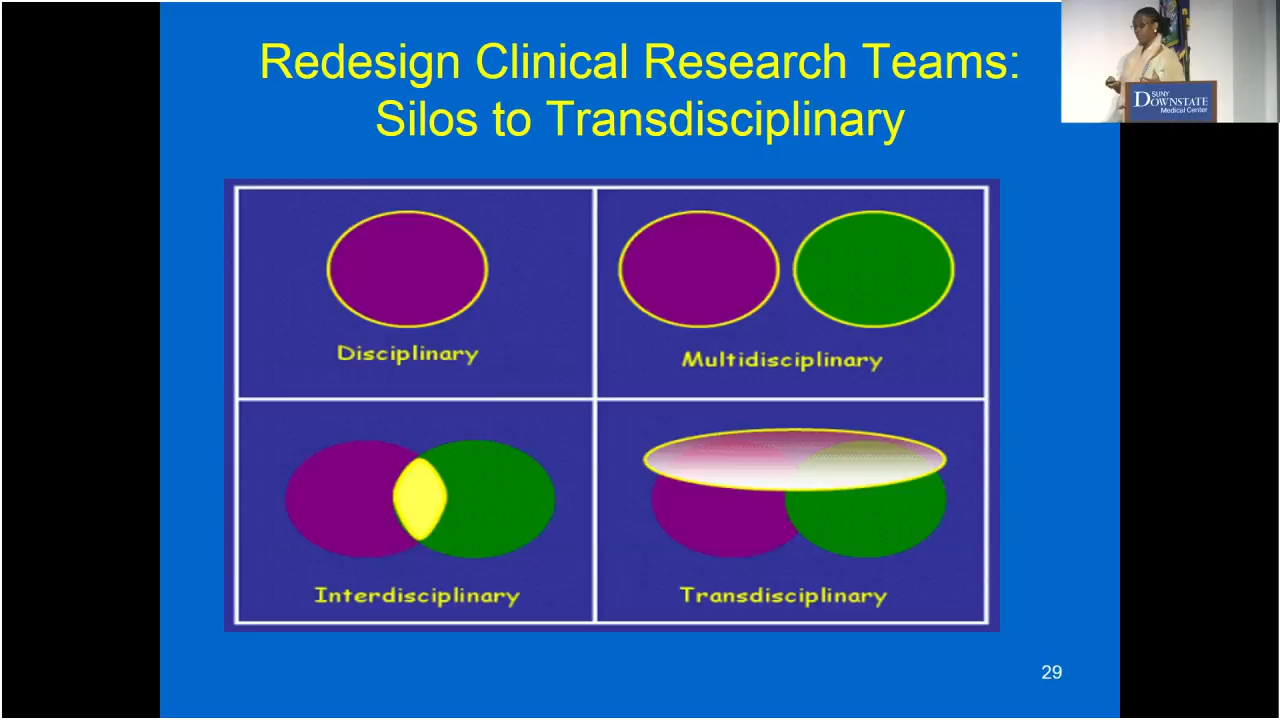 Redesign Clinical Research Teams:
Silos to Transdisciplinary
SUNY
DOWNSTATE
Medical Center
Disciplinary
Multidisciplinary
Interdisciplinary
Transdisciplinary
29